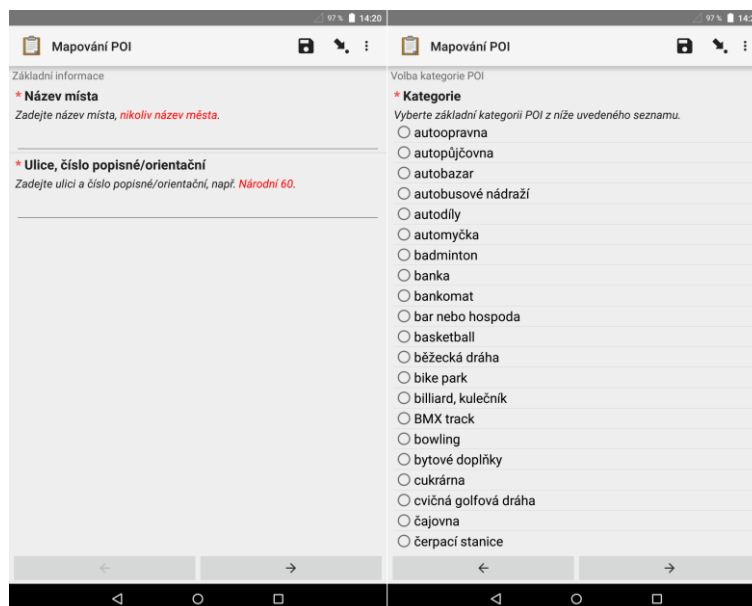 97 % 14:20
Mapování POI
Základní informace
* Název místa
Zadejte název místa, nikoliv název města.
* Ulice, číslo popisné/orientační
Zadejte ulici a číslo popisné/orientační, např. Národní 60.
97 %
Mapování POI
Volba kategorie POI
* Kategorie
Vyberte základní kategorii POI z níže uvedeného seznamu.
autoopravna
autopůjčovna
autobazar
autobusové nádraží
autodíly
automyčka
badminton
banka
bankomat
bar nebo hospoda
basketball
běžecká dráha
bike park
billiard, kulečník
BMX track
bowling
bytové doplňky
cukrárna
cvičná golfová dráha
čajovna
čerpací stanice